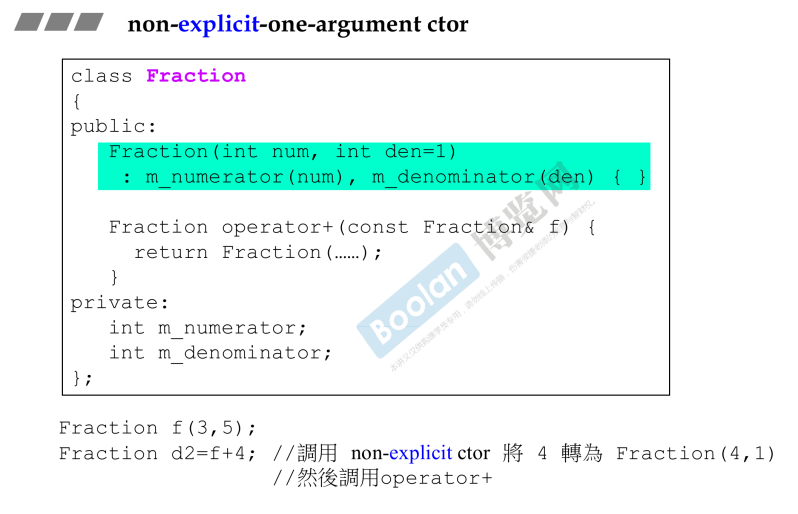 non-explicit-one-argument ctor
class Fraction
{
public:
Fraction(int num, int den=1)
: m_numerator(num), m_denominator(den) { }
Fraction operator+(const Fraction& f) {
return Fraction(……);
}
private:
int m_numerator;
int m_denominator;
};
Boolan 博览网
Fraction f(3,5);
Fraction d2=f+4; //調用 non-explicit ctor 將 4 轉為 Fraction(4,1)
//然後調用operator+